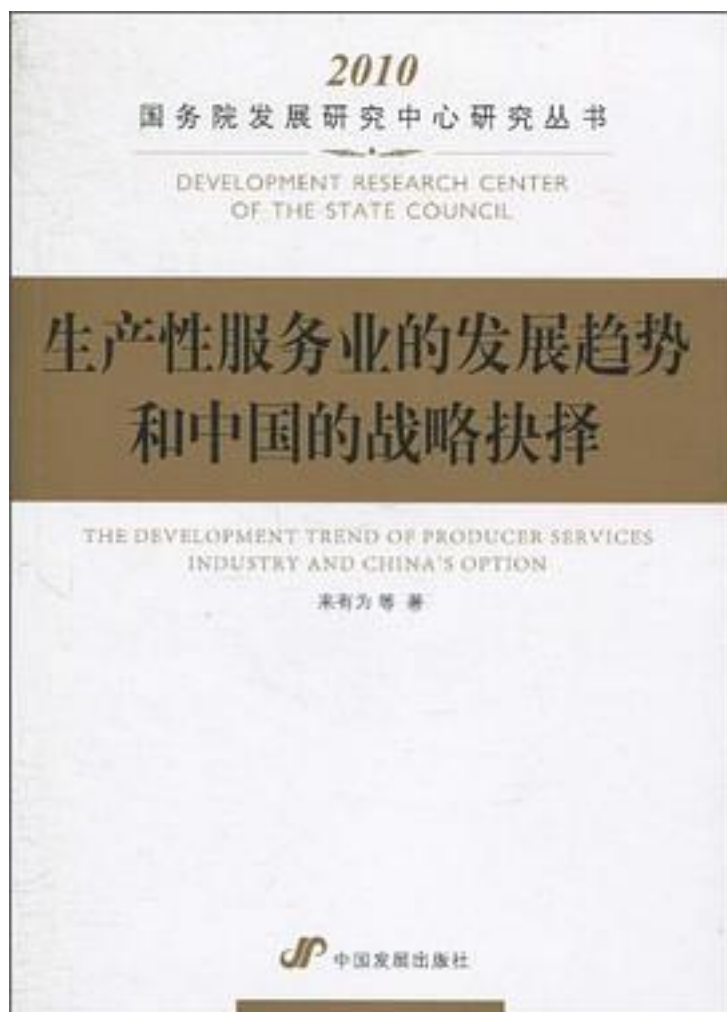 2010
国务院发展研究中心研究丛书
DEVELOPMENT RESEARCH CENTER
OF THE STATE COUNCIL
生产性服务业的发展趋势
和中国的战略抉择
THE DEVELOPMENT TREND OF PRODUCER SERVICES
INDUSTRY AND CHINA'S OPTION
来有为 等 著
中国发展出版社